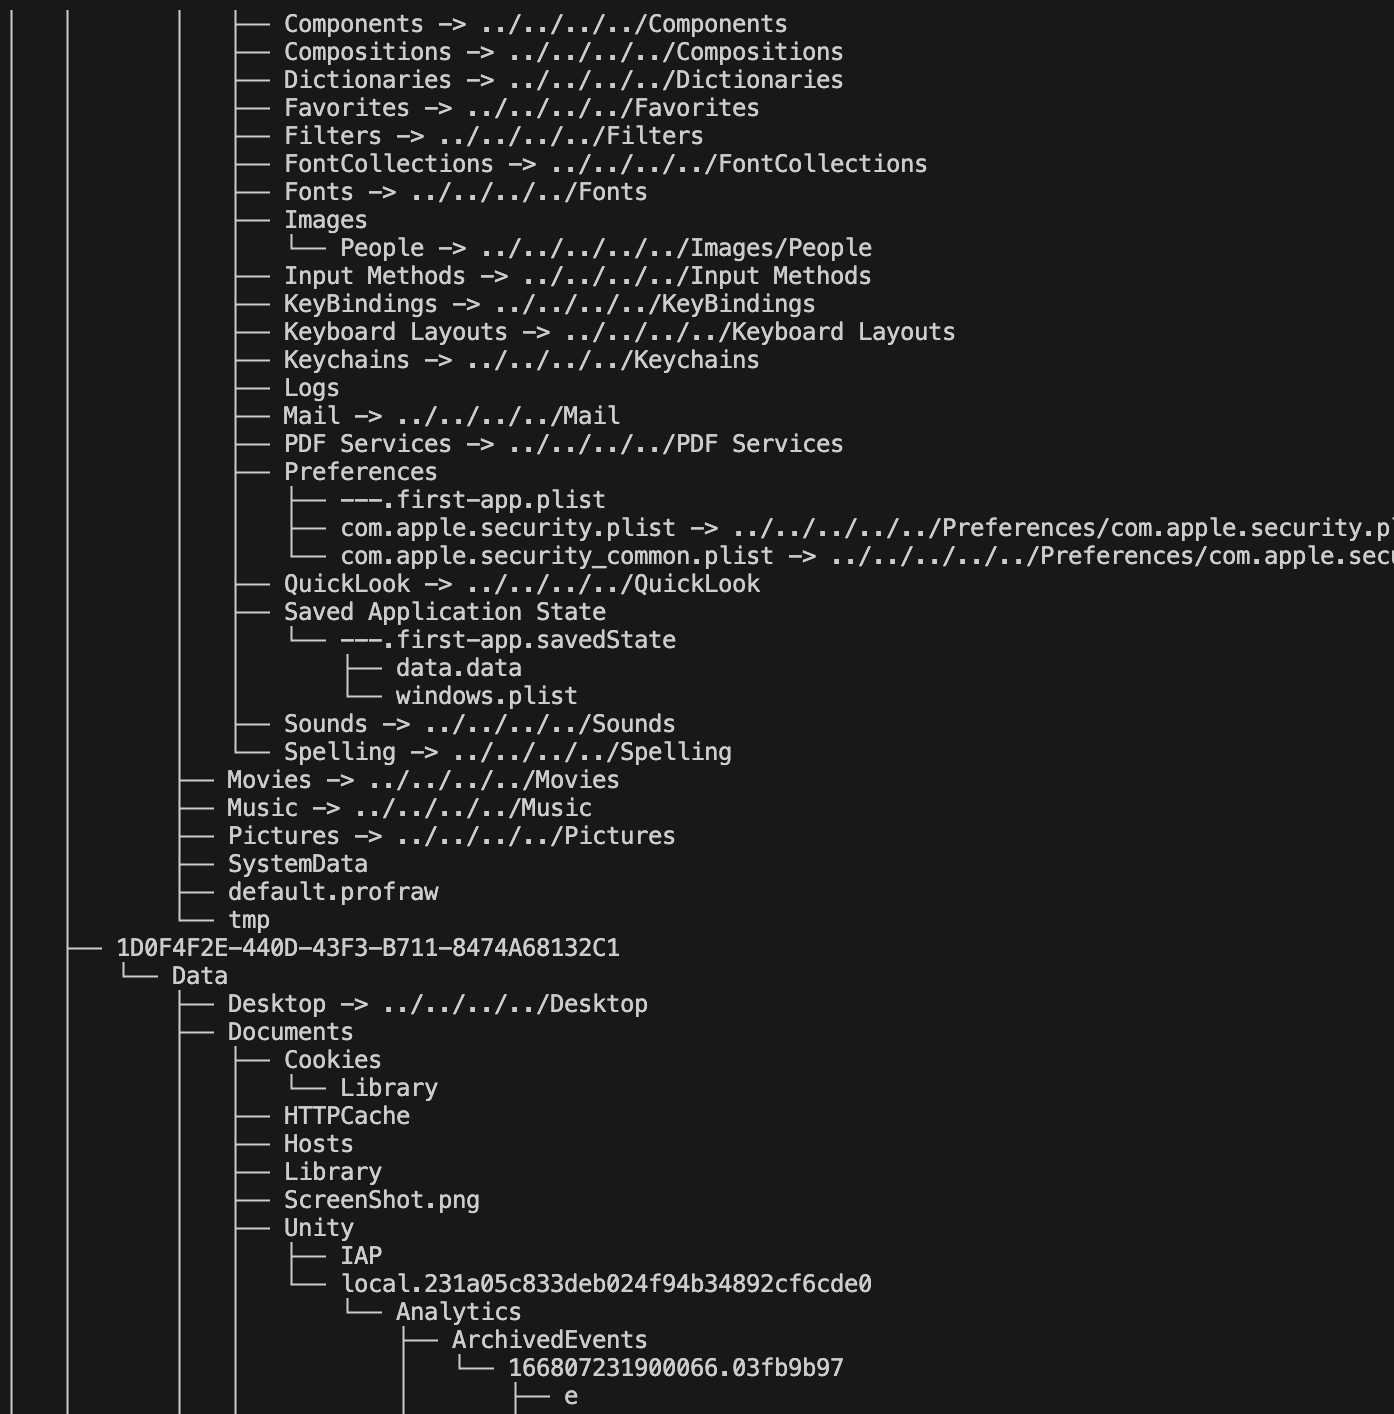 │   │       │   ├── Components -> ../../../../Components
│   │       │   ├── Compositions -> ../../../../Compositions
│   │       │   ├── Dictionaries -> ../../../../Dictionaries
│   │       │   ├── Favorites -> ../../../../Favorites
│   │       │   ├── Filters -> ../../../../Filters
│   │       │   ├── FontCollections -> ../../../../FontCollections
│   │       │   ├── Fonts -> ../../../../Fonts
│   │       │   ├── Images
│   │       │   │   └── People -> ../../../../../Images/People
│   │       │   ├── Input Methods -> ../../../../Input Methods
│   │       │   ├── KeyBindings -> ../../../../KeyBindings
│   │       │   ├── Keyboard Layouts -> ../../../../Keyboard Layouts
│   │       │   ├── Keychains -> ../../../../Keychains
│   │       │   ├── Logs
│   │       │   ├── Mail -> ../../../../Mail
│   │       │   ├── PDF Services -> ../../../../PDF Services
│   │       │   ├── Preferences
│   │       │   │   ├── ---.first-app.plist
│   │       │   │   ├── com.apple.security.plist -> ../../../../../Preferences/com.apple.security.pl
│   │       │   │   └── com.apple.security_common.plist -> ../../../../../Preferences/com.apple.secu
│   │       │   ├── QuickLook -> ../../../../QuickLook
│   │       │   ├── Saved Application State
│   │       │   │   └── ---.first-app.savedState
│   │       │   │       ├── data.data
│   │       │   │       └── windows.plist
│   │       │   ├── Sounds -> ../../../../Sounds
│   │       │   └── Spelling -> ../../../../Spelling
│   │       ├── Movies -> ../../../../Movies
│   │       ├── Music -> ../../../../Music
│   │       ├── Pictures -> ../../../../Pictures
│   │       ├── SystemData
│   │       ├── default.profraw
│   │       └── tmp
│   ├── 1D0F4F2E-440D-43F3-B711-8474A68132C1
│   │   └── Data
│   │       ├── Desktop -> ../../../../Desktop
│   │       ├── Documents
│   │       │   ├── Cookies
│   │       │   │   └── Library
│   │       │   ├── HTTPCache
│   │       │   ├── Hosts
│   │       │   ├── Library
│   │       │   ├── ScreenShot.png
│   │       │   ├── Unity
│   │       │   │   ├── IAP
│   │       │   │   └── local.231a05c833deb024f94b34892cf6cde0
│   │       │   │       └── Analytics
│   │       │   │           ├── ArchivedEvents
│   │       │   │           │   └── 166807231900066.03fb9b97
│   │       │   │           │       ├── e